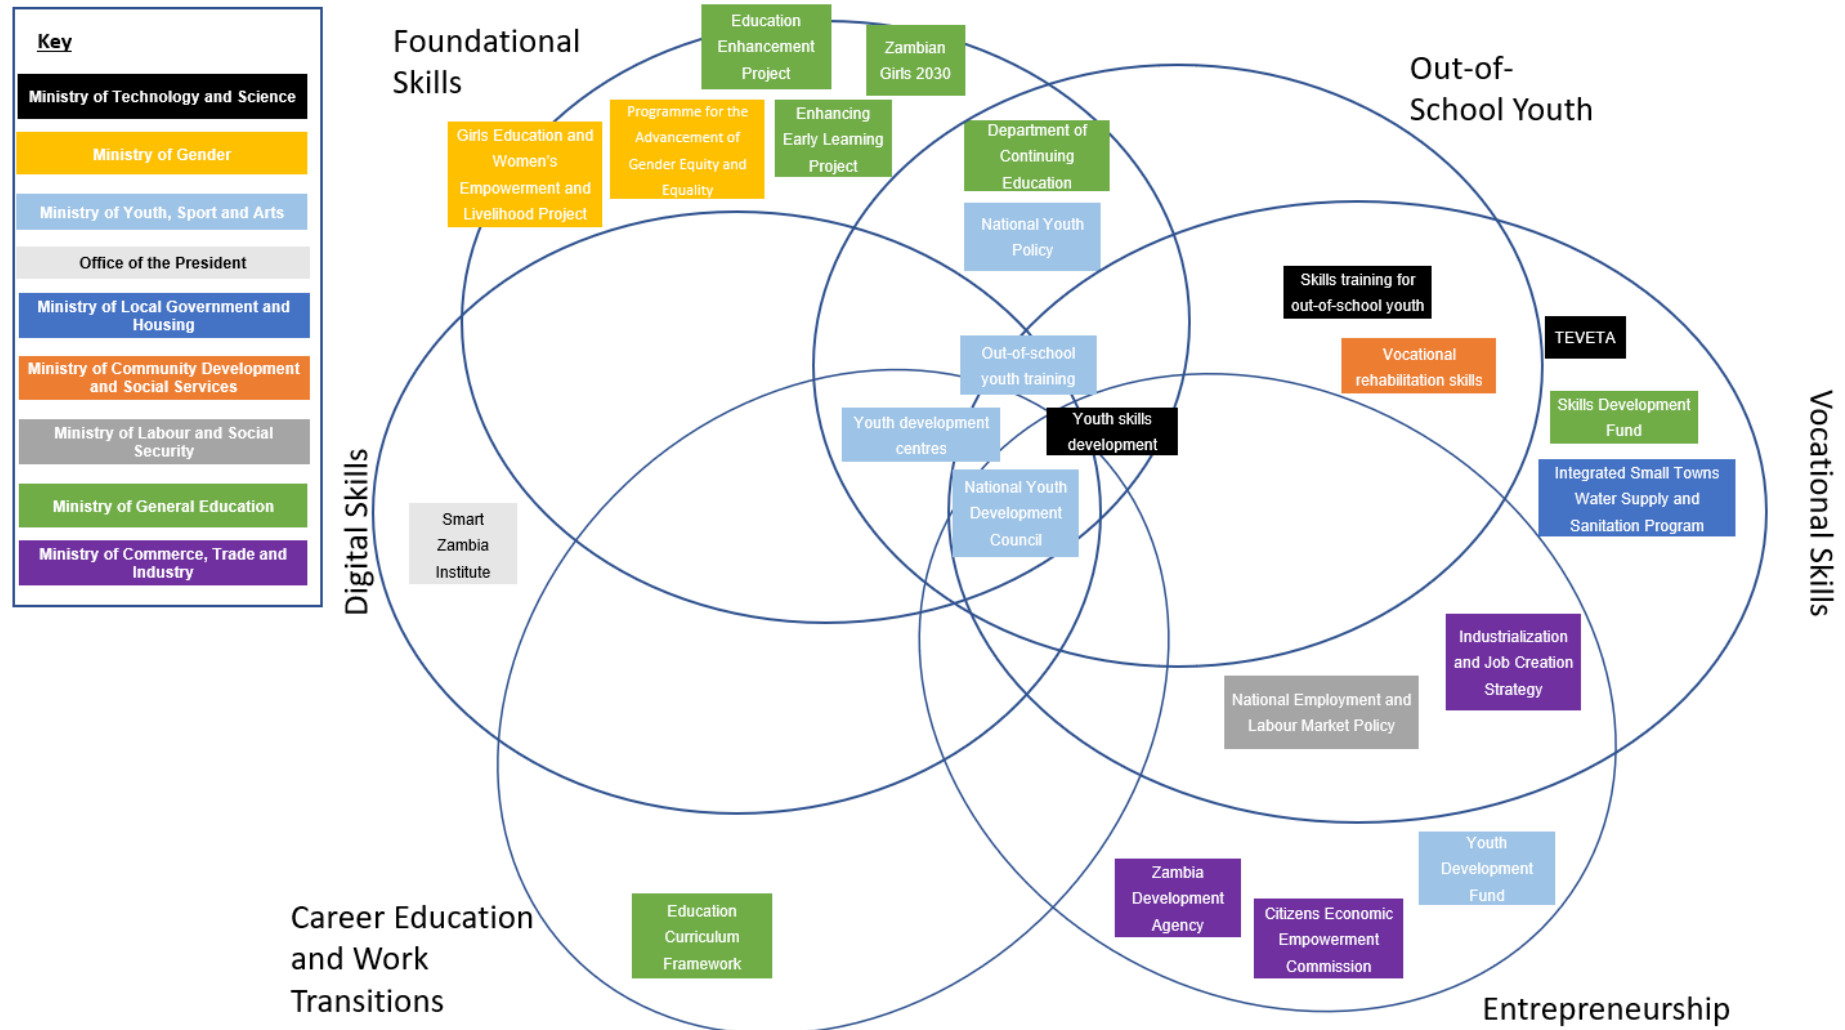 Key
Ministry of Technology and Science
Ministry of Gender
Ministry of Youth, Sport and Arts
Office of the President
Ministry of Local Government and
Housing
Ministry of Community Development
and Social Services
Ministry of Labour and Social
Security
Ministry of General Education
Ministry of Commerce, Trade and
Industry
Foundational
Skills
Education
Enhancement
Project
Zambian
Girls 2030
Out-of-
School Youth
Girls Education and
Women's
Empowerment and
Livelihood Project
Programme for the
Advancement of
Gender Equity and
Equality
Enhancing
Early Learning
Project
Department of
Continuing
Education
National Youth
Policy
Skills training for
out-of-school youth
TEVETA
Vocational
rehabilitation skills
Out-of-school
youth training
Youth development
centres
Youth skills
development
Skills Development
Fund
National Youth
Development
Council
Integrated Small Towns
Water Supply and
Sanitation Program
Vocational Skills
Digital Skills
Smart
Zambia
Institute
Industrialization
and Job Creation
Strategy
National Employment and
Labour Market Policy
Youth
Development
Fund
Zambia
Development
Agency
Citizens Economic
Empowerment
Commission
Career Education
and Work
Transitions
Education
Curriculum
Framework
Entrepreneurship